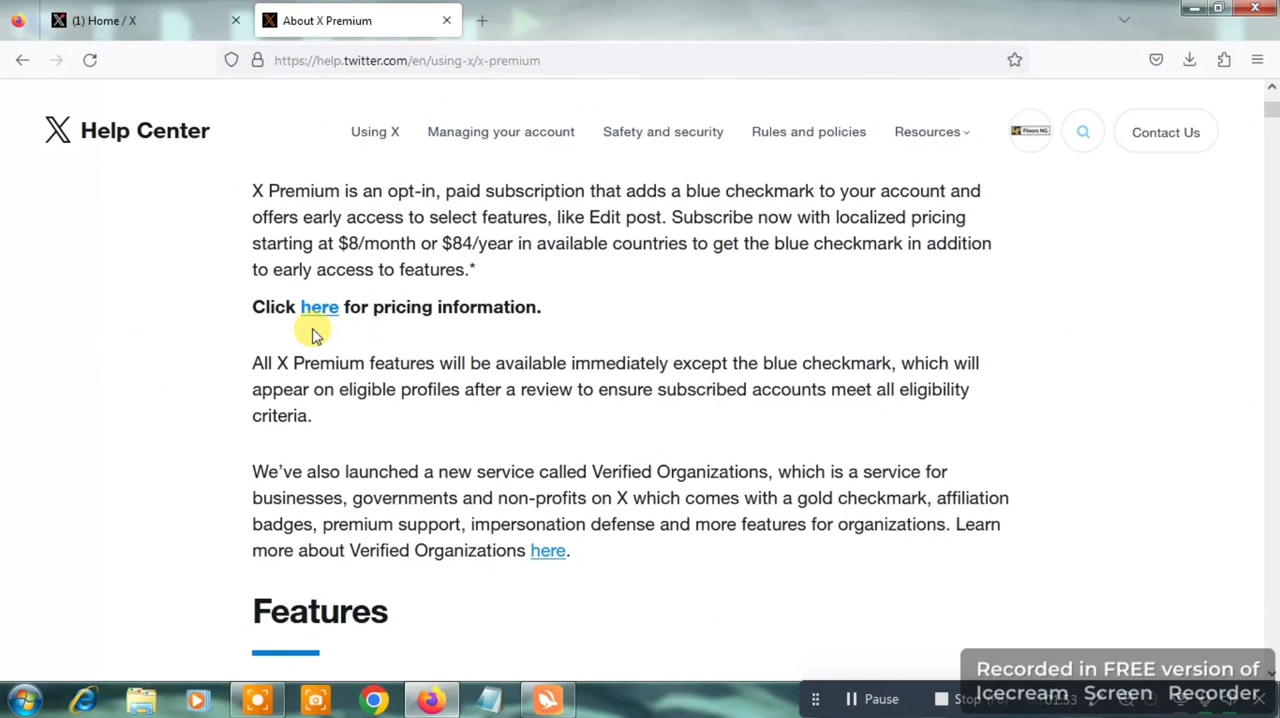 (1) Home / X
About X Premium
https://help.twitter.com/en/using-x/x-premium
Help Center
Using X
Managing your account
Safety and security
Rules and policies
Resources
Floors NG
Contact Us
X Premium is an opt-in, paid subscription that adds a blue checkmark to your account and
offers early access to select features, like Edit post. Subscribe now with localized pricing
starting at $8/month or $84/year in available countries to get the blue checkmark in addition
to early access to features.*
Click here for pricing information.
All X Premium features will be available immediately except the blue checkmark, which will
appear on eligible profiles after a review to ensure subscribed accounts meet all eligibility
criteria.
We’ve also launched a new service called Verified Organizations, which is a service for
businesses, governments and non-profits on X which comes with a gold checkmark, affiliation
badges, premium support, impersonation defense and more features for organizations. Learn
more about Verified Organizations here.
Features
Recorded in FREE version of
Icecream Screen Recorder
Pause
Stop